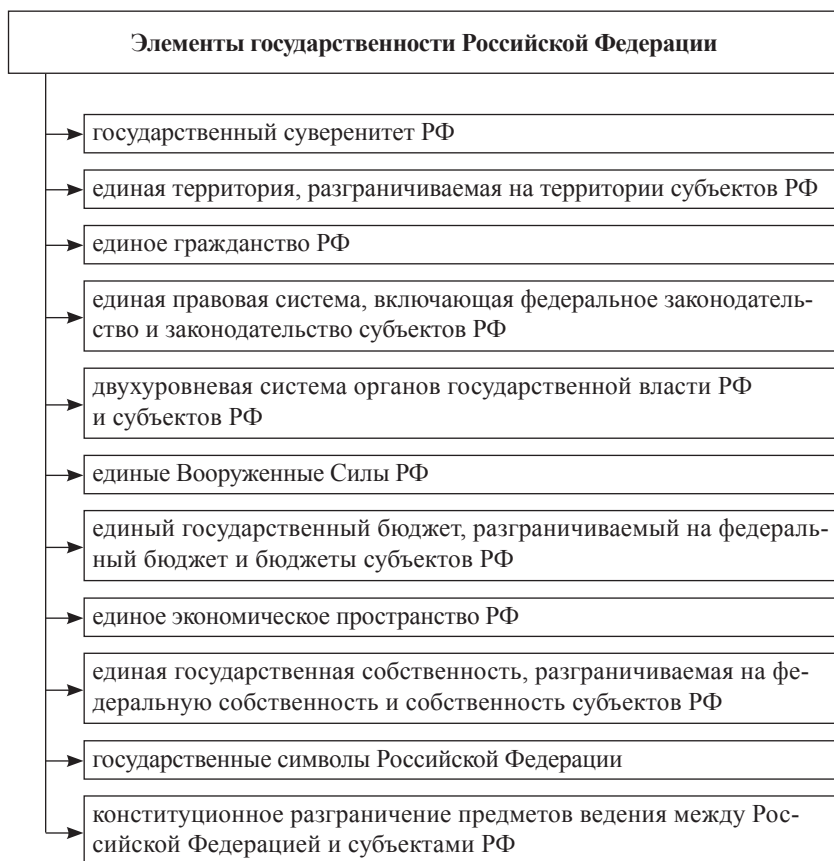 Элементы государственности Российской Федерации
государственный суверенитет РФ
единая территория, разграничиваемая на территории субъектов РФ
единое гражданство РФ
единая правовая система, включающая федеральное законодатель-
ство и законодательство субъектов РФ
двухуровневая система органов государственной власти РФ
и субъектов РФ
единые Вооруженные Силы РФ
единый государственный бюджет, разграничиваемый на федераль-
ный бюджет и бюджеты субъектов РФ
единое экономическое пространство РФ
единая государственная собственность, разграничиваемая на фе-
деральную собственность и собственность субъектов РФ
государственные символы Российской Федерации
конституционное разграничение предметов ведения между Рос-
сийской Федерацией и субъектами РФ